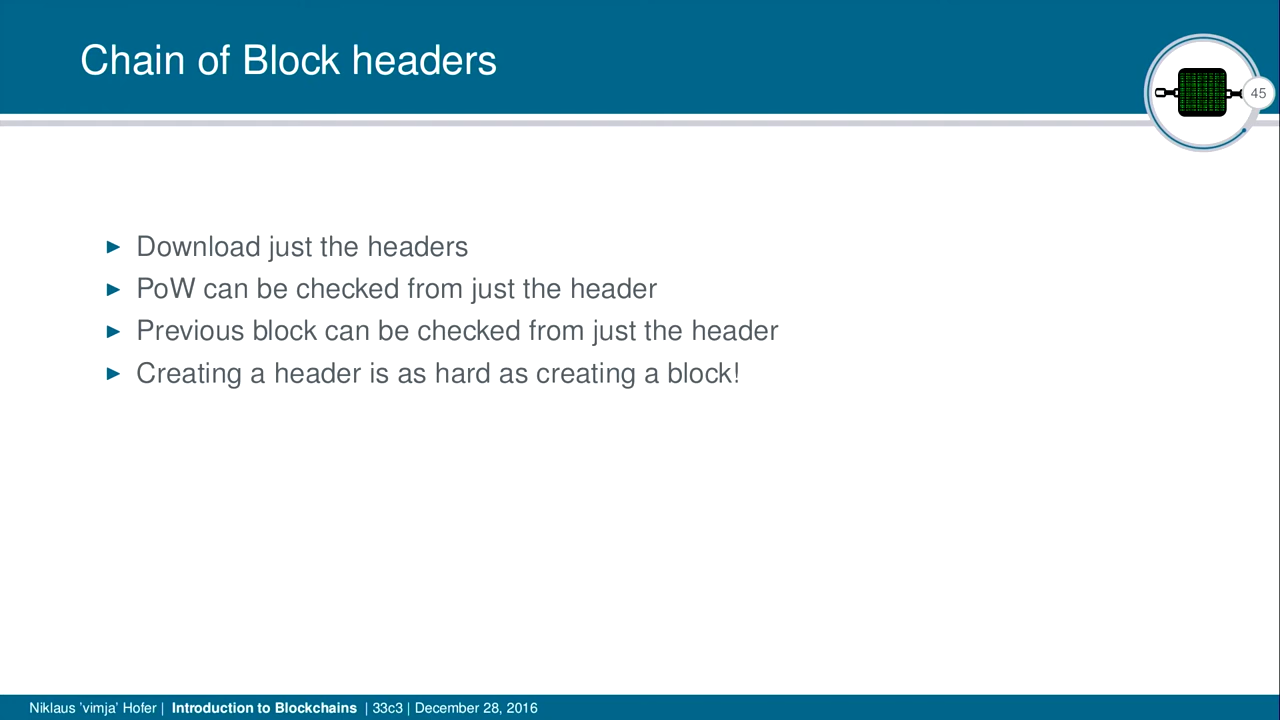 Chain of Block headers
45
► Download just the headers
► PoW can be checked from just the header
► Previous block can be checked from just the header
► Creating a header is as hard as creating a block!
Niklaus 'vimja' Hofer | Introduction to Blockchains | 33c3 | December 28, 2016